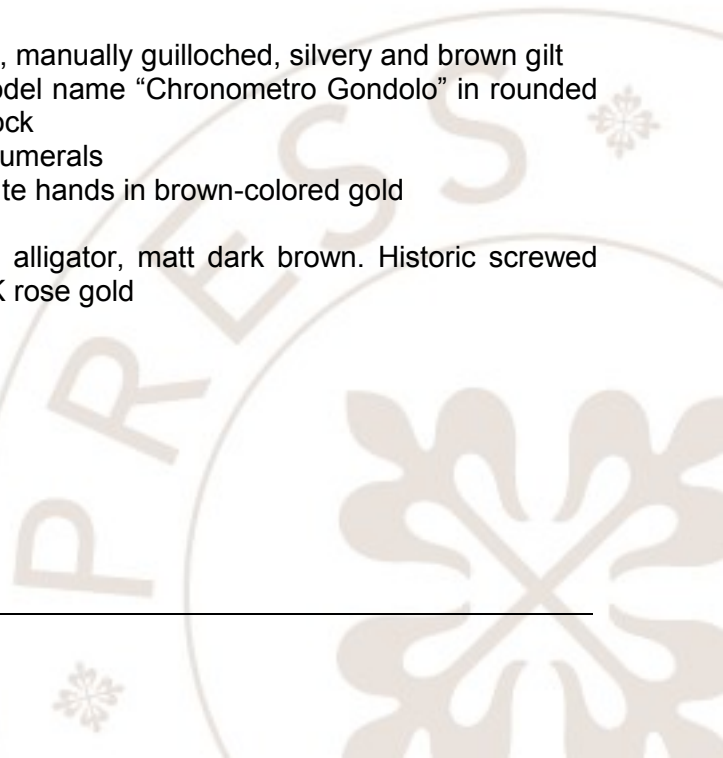 , manually guilloched, silvery and brown gilt
odel name “Chronometro Gondolo” in rounded
ock
umerals
te hands in brown-colored gold
alligator, matt dark brown. Historic screwed
K rose gold
PRESS